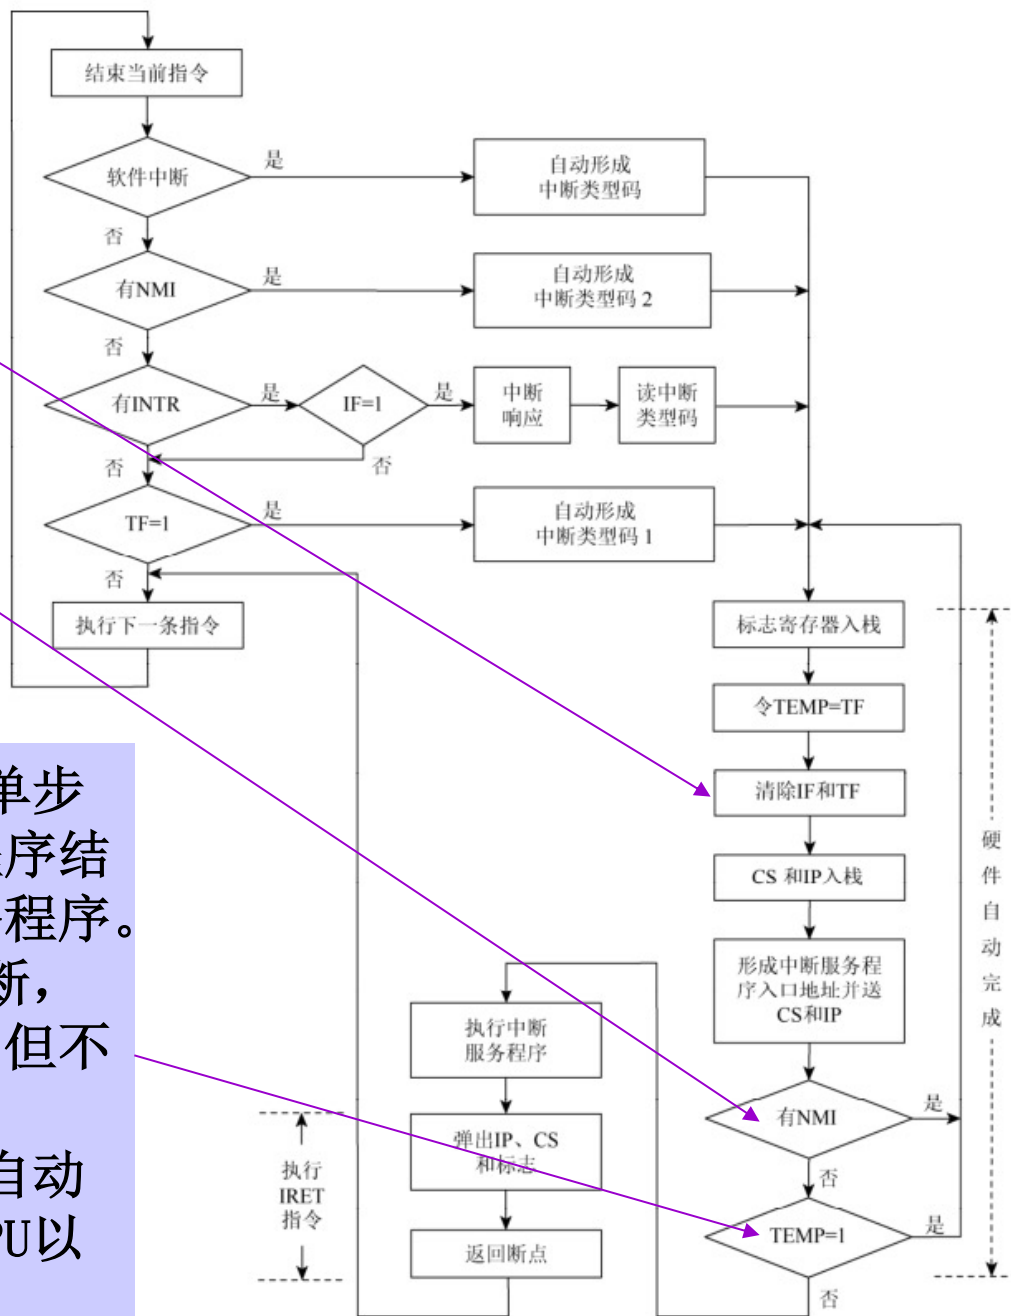 结束当前指令
软件中断
是
自动形成
中断类型码
否
有NMI
是
自动形成
中断类型码 2
否
有INTR
是
IF=1
是
中断
响应
读中断
类型码
否
否
TF=1
是
自动形成
中断类型码 1
否
执行下一条指令
标志寄存器入栈
令TEMP=TF
清除IF和TF
CS 和IP入栈
形成中断服务程
序入口地址并送
CS和IP
有NMI
是
否
TEMP=1
是
否
硬
件
自
动
完
成
执行中断
服务程序
弹出IP、CS
和标志
返回断点
执行
IRET
指令
单步
序结
程序。
断，
但不
自动
PU以